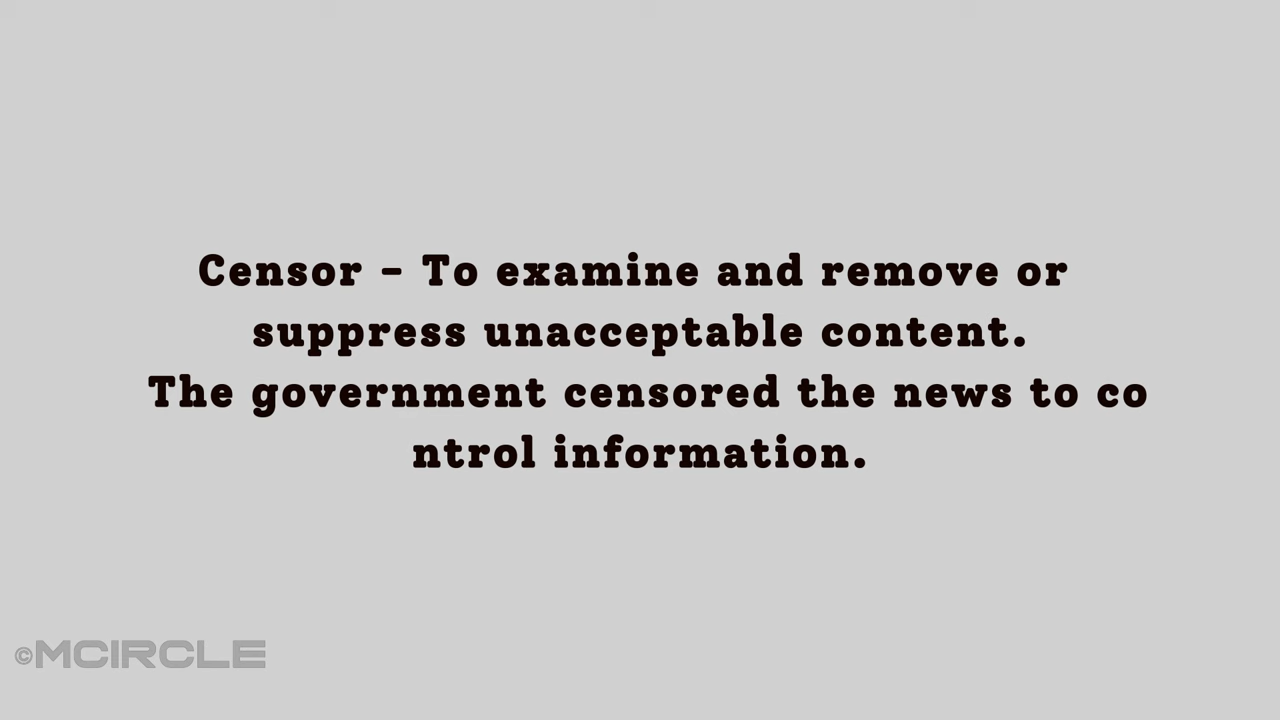 Censor - To examine and remove or
suppress unacceptable content.
The government censored the news to co
ntrol information.
©MCIRCLE